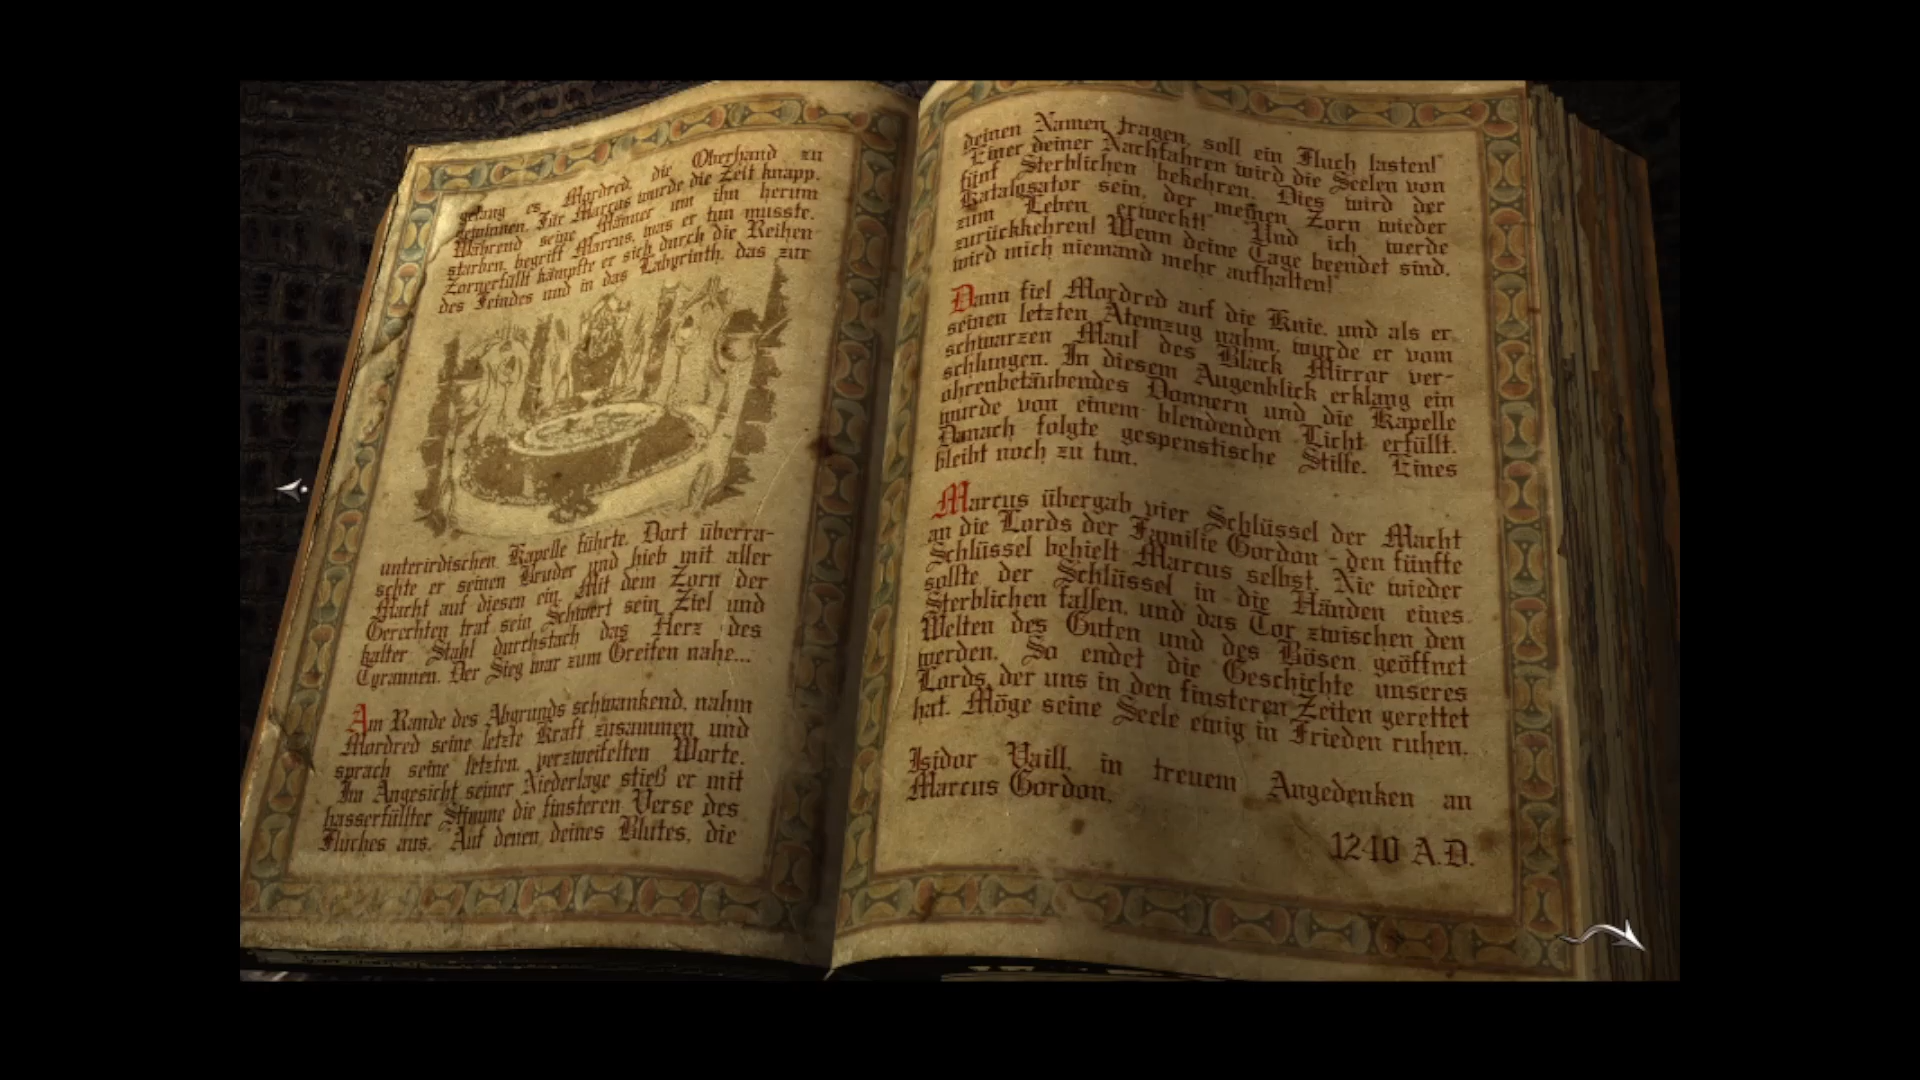 gelang es Mordred, die Oberhand zu
gewinnen. Für Marcus wurde die Zeit knapp.
Während seine Männer um ihn herum
starben, begriff Marcus, was er tun musste.
Zornerfüllt kämpfte er sich durch die Reihen
des Feindes und in das Labyrinth, das zur
unterirdischen Kapelle führte. Dort überra-
schte er seinen Bruder und hieb mit aller
Macht auf diesen ein. Mit dem Zorn der
Gerechten traf sein Schwert sein Ziel und
kalter Stahl durchstach das Herz des
Tyrannen. Der Sieg war zum Greifen nahe...
Am Rande des Abgrunds schwankend, nahm
Mordred seine letzte Kraft zusammen und
sprach seine letzten, verzweifelten Worte.
Im Angesicht seiner Niederlage stieß er mit
hasserfüllter Stimme die finsteren Verse des
Fluches aus. "Auf denen deines Blutes, die
deinen Namen tragen, soll ein Fluch lasten!"
"Einer deiner Nachfahren wird die Seelen von
fünf Sterblichen bekehren. Dies wird der
Katalysator sein, der meinen Zorn wieder
zum Leben erweckt!" "Und ich werde
zurückkehren! Wenn deine Tage beendet sind,
wird mich niemand mehr aufhalten!"
Dann fiel Mordred auf die Knie, und als er
seinen letzten Atemzug nahm, wurde er vom
schwarzen Maul des Black Mirror ver-
schlungen. In diesem Augenblick erklang ein
ohrenbetäubendes Donnern und die Kapelle
wurde von einem blendenden Licht erfüllt.
Danach folgte gespenstische Stille. Eines
bleibt noch zu tun.
Marcus übergab vier Schlüssel der Macht
an die Lords der Familie Gordon - den fünfte
Schlüssel behielt Marcus selbst. Nie wieder
sollte der Schlüssel in die Händen eines
Sterblichen fallen, und das Tor zwischen den
Welten des Guten und des Bösen geöffnet
werden. So endet die Geschichte unseres
Lords, der uns in den finsteren Zeiten gerettet
hat. Möge seine Seele ewig in Frieden ruhen.
Isidor Vaill, in treuem Angedenken an
Marcus Gordon.
1240 A.D.